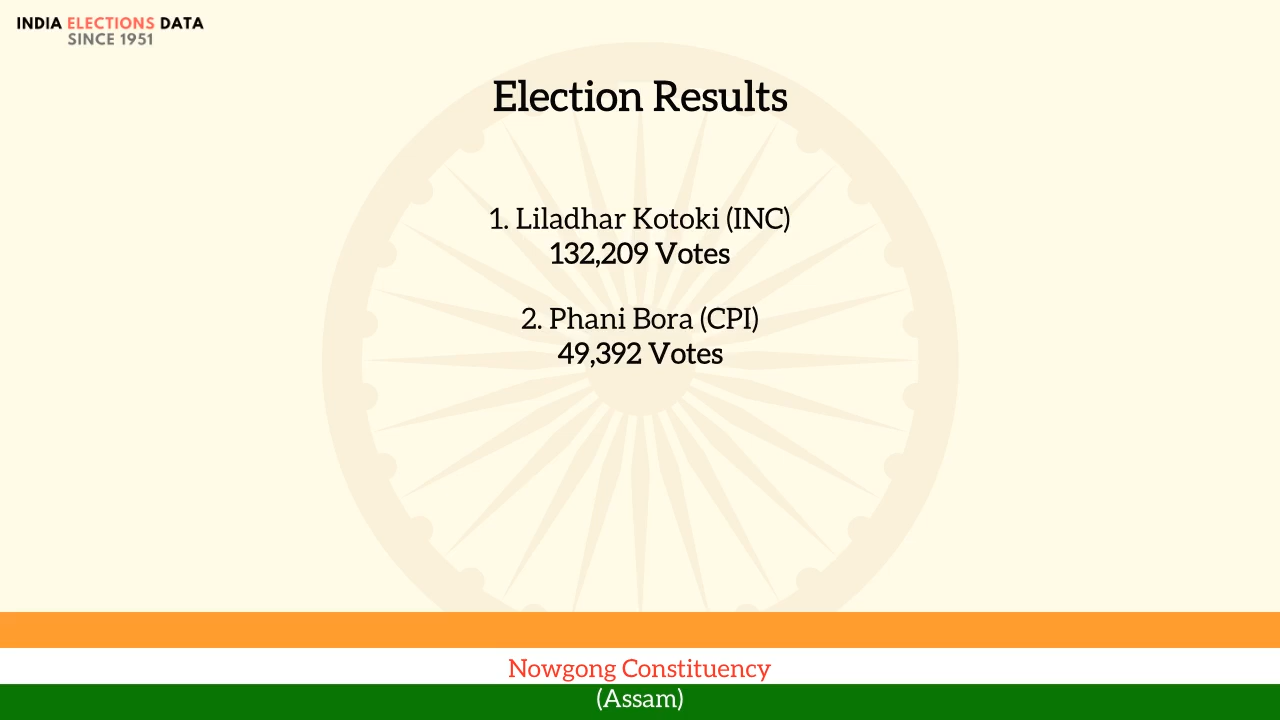 INDIA ELECTIONS DATA
SINCE 1951
Election Results
1. Liladhar Kotoki (INC)
132,209 Votes
2. Phani Bora (CPI)
49,392 Votes
Nowgong Constituency
(Assam)